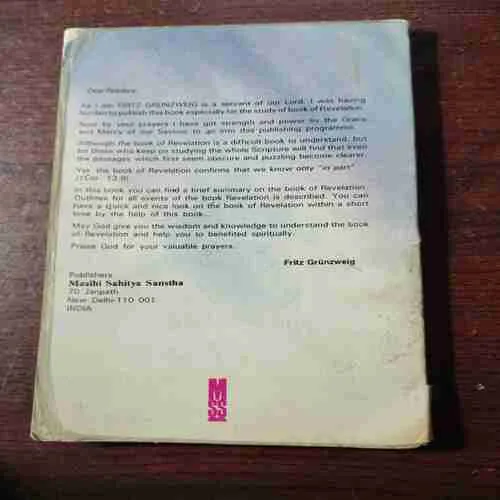 Dear Readers,
As I am FRITZ GRÜNZWEIG is a servant of our Lord. I was having
burden to publish this book especially for the study of book of Revelation.
Now by your prayers I have got strength and power by the Grace
and Mercy of our Saviour to go into this publishing programme.
Although the book of Revelation is a difficult book to understand, but
for those who keep on studying the whole Scripture will find that even
the passages which first seem obscure and puzzling become clearer.
Yes the book of Revelation confirms that we know only "in part"
(1Cor. 13.9)
In this book you can find a brief summary on the book of Revelation.
Outlines for all events of the book Revelation is described. You can
have a quick and nice look on the book of Revelation within a short
time by the help of this book...
May God give you the wisdom and knowledge to understand the book
of Revelation and help you to benefited spiritually.
Praise God for your valuable prayers.
Fritz Grünzweig
Publishers
Masihi Sahitya Sanstha
70 Janpath
New Delhi-110 001
INDIA
MSS